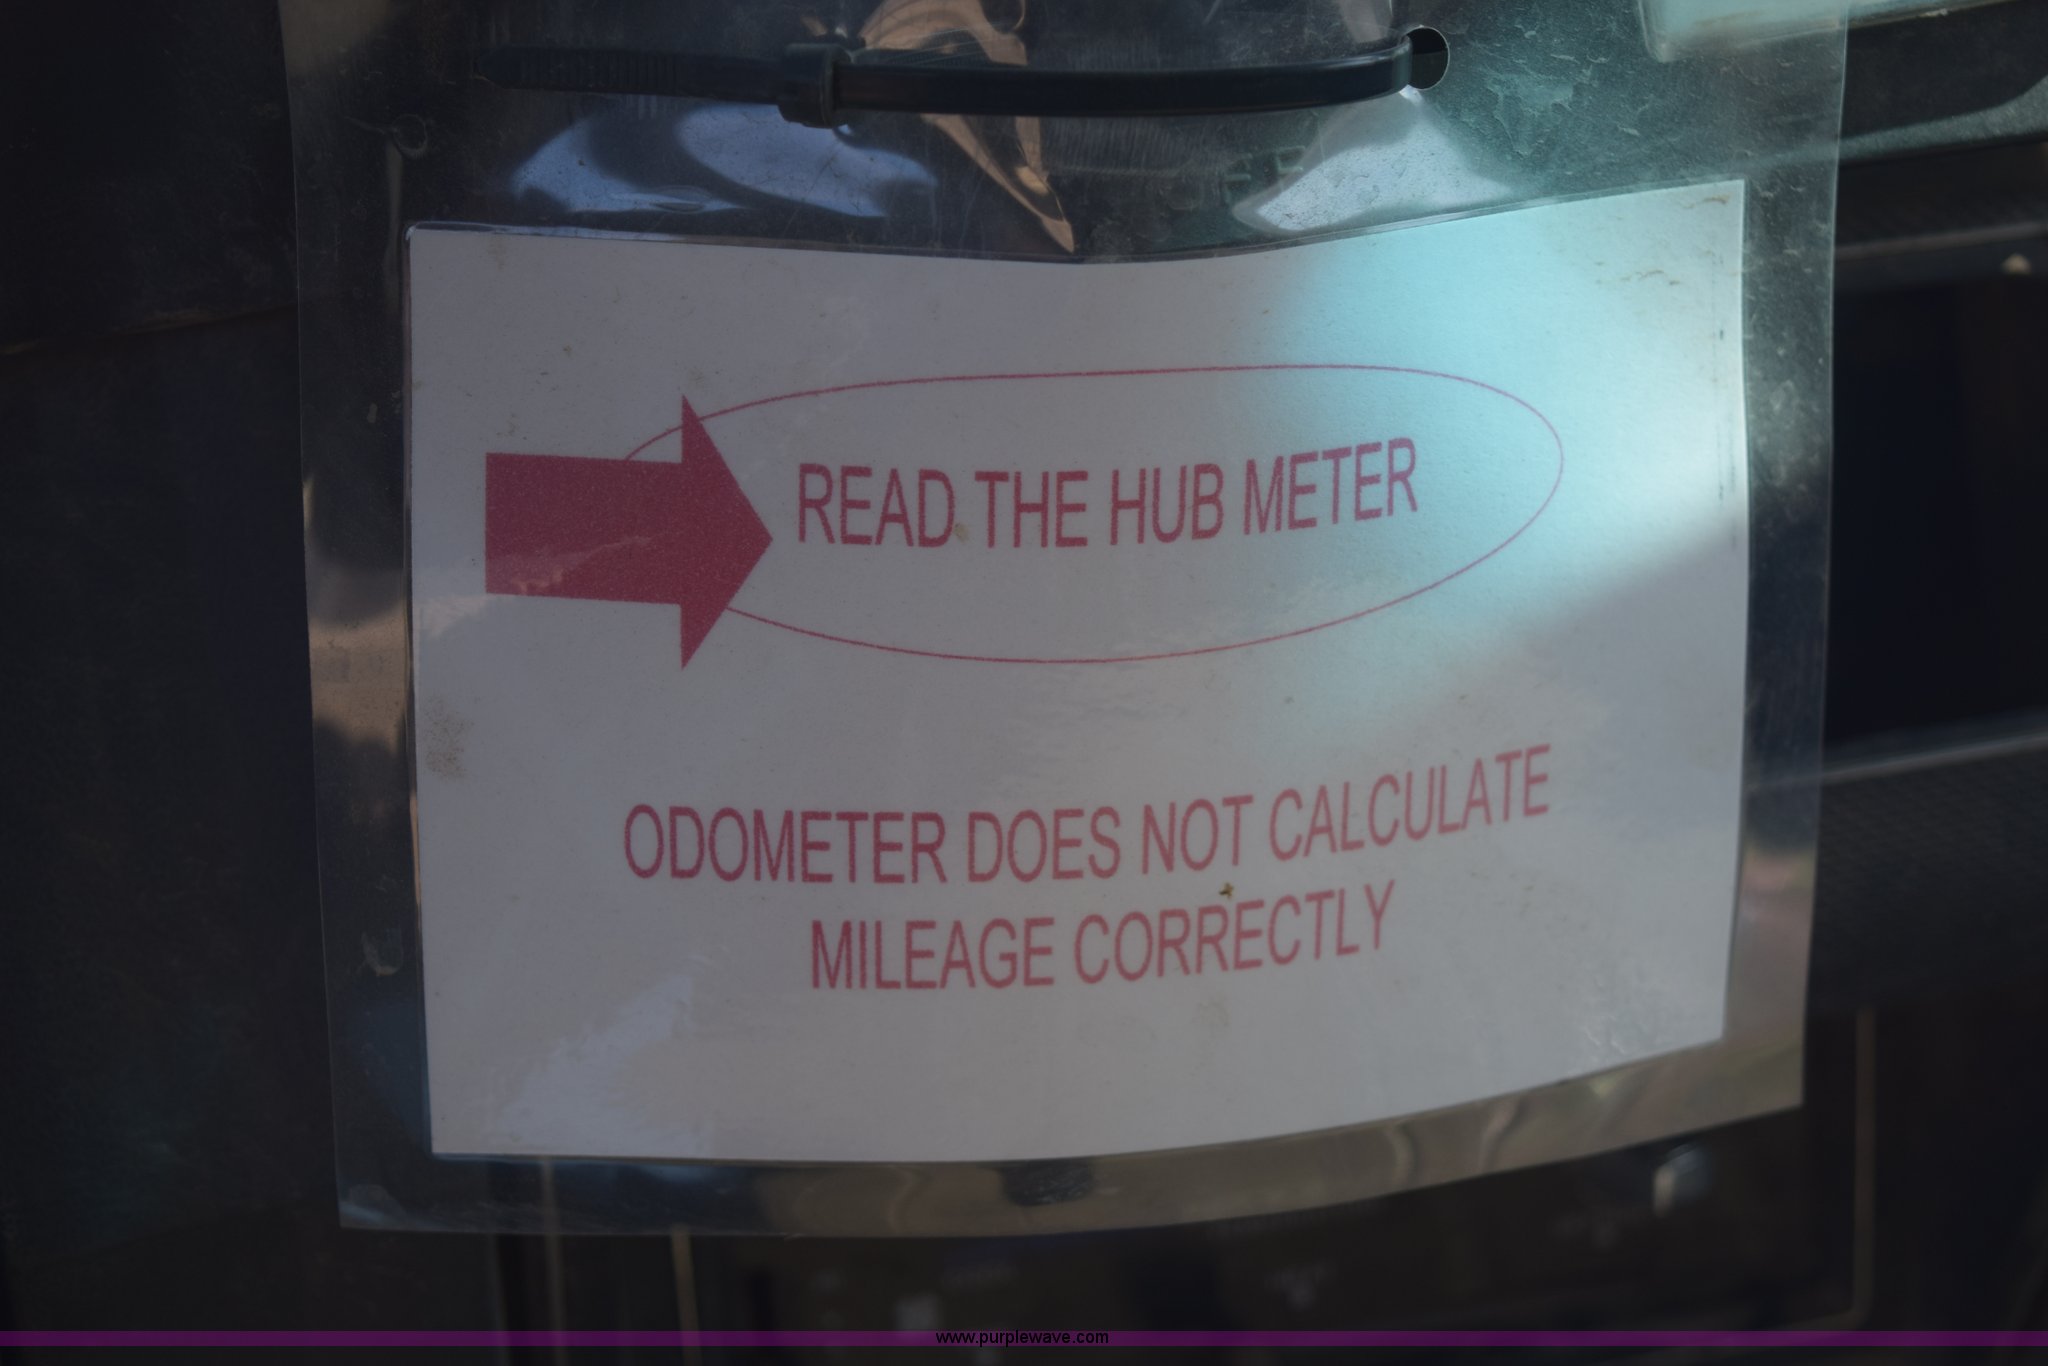 READ THE HUB METER
ODOMETER DOES NOT CALCULATE
MILEAGE CORRECTLY
www.purplewave.com